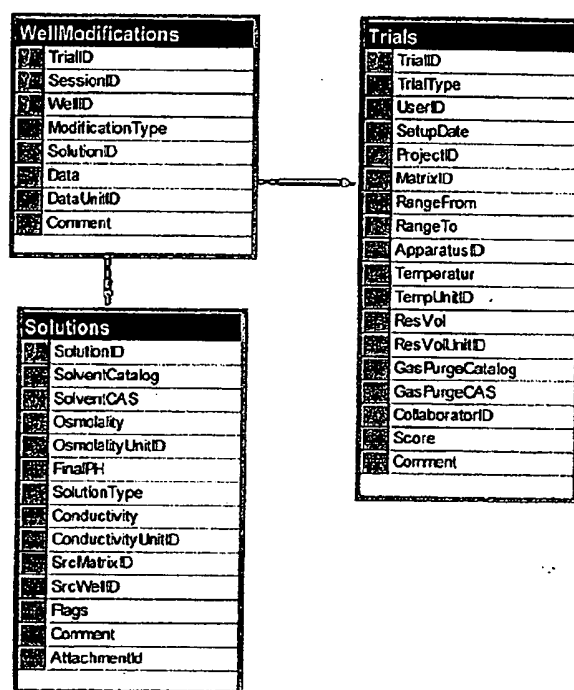 WellModifications
TrialID
SessionID
WellID
ModificationType
SolutionID
Data
DataUnitID
Comment
Trials
TrialID
TrialType
UserID
SetupDate
ProjectID
MatrixID
RangeFrom
RangeTo
ApparatusID
Temperatur
TempUnitID
ResVol
ResVolUnitID
GasPurgeCatalog
GasPurgeCAS
CollaboratorID
Score
Comment
Solutions
SolutionID
SolventCatalog
SolventCAS
Osmolality
OsmolalityUnitID
FinalPH
SolutionType
Conductivity
ConductivityUnitID
SrcMatrixID
SrcWellID
Flags
Comment
AttachmentId